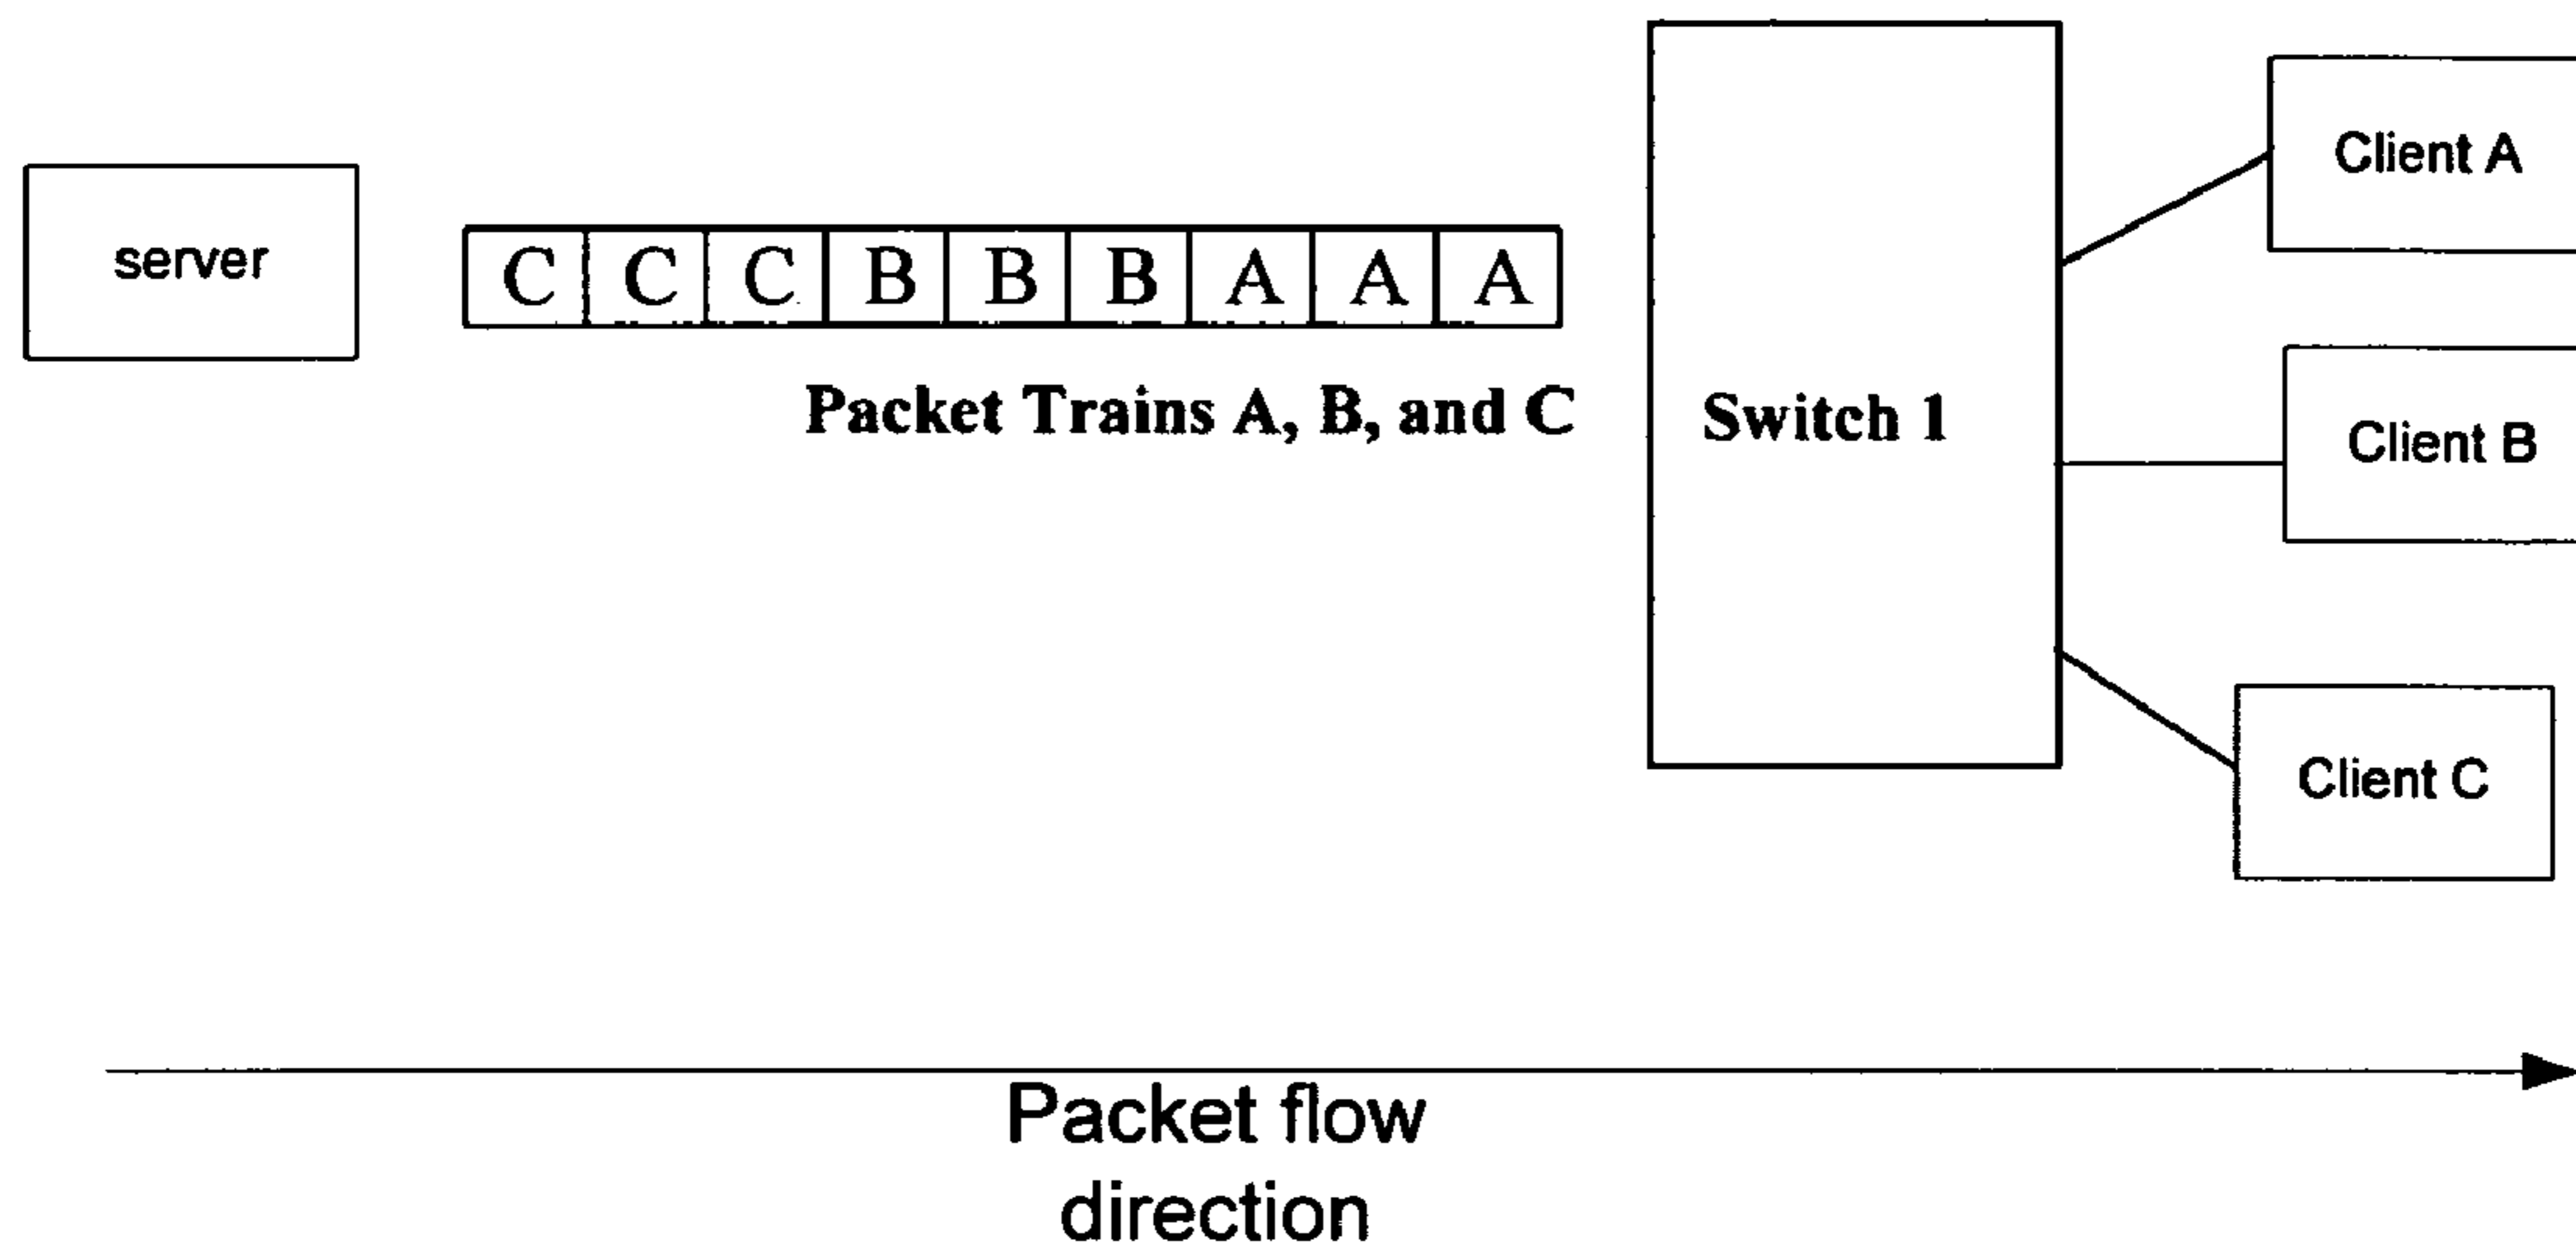 server
C C C B B B A A A
Packet Trains A, B, and C
Switch 1
Client A
Client B
Client C
Packet flow
direction